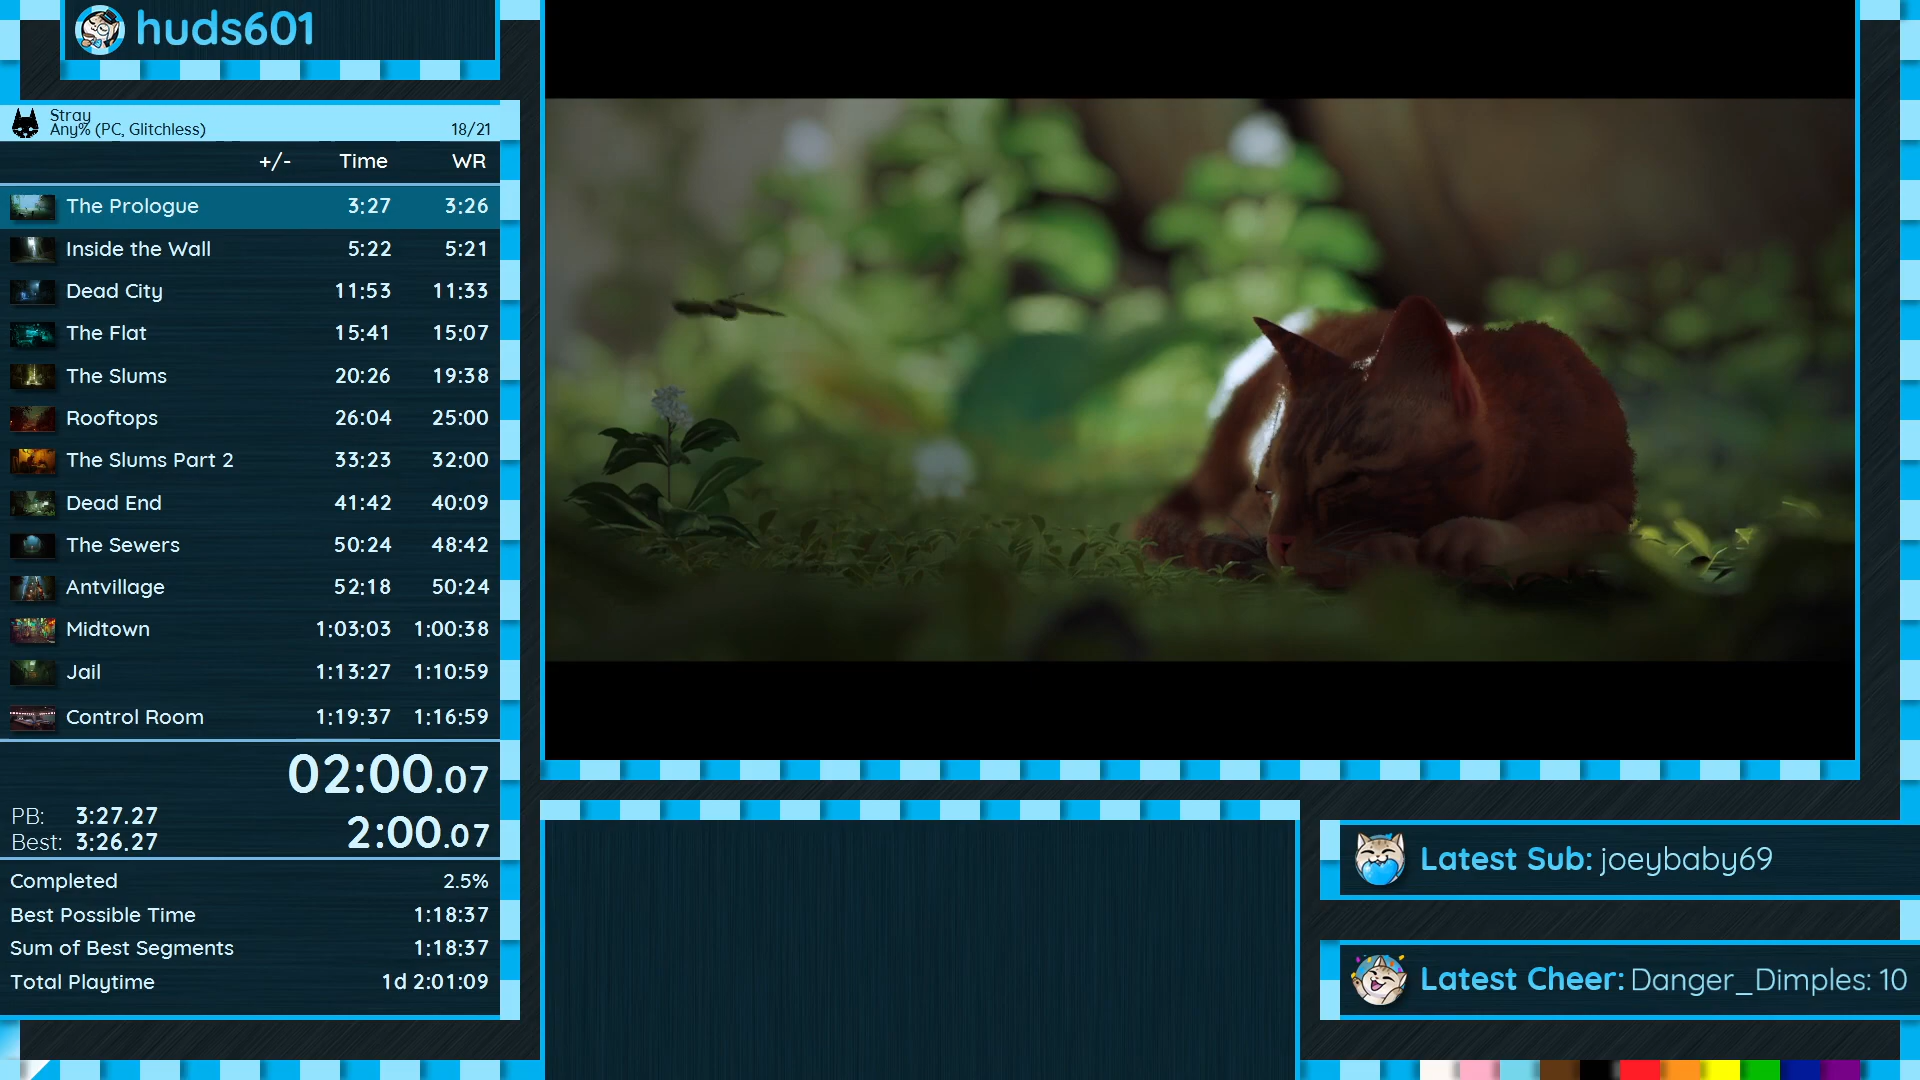 huds601
Stray
Any% (PC, Glitchless) 18/21
+/- Time WR
The Prologue 3:27 3:26
Inside the Wall 5:22 5:21
Dead City 11:53 11:33
The Flat 15:41 15:07
The Slums 20:26 19:38
Rooftops 26:04 25:00
The Slums Part 2 33:23 32:00
Dead End 41:42 40:09
The Sewers 50:24 48:42
Antvillage 52:18 50:24
Midtown 1:03:03 1:00:38
Jail 1:13:27 1:10:59
Control Room 1:19:37 1:16:59
02:00.07
PB: 3:27.27
Best: 3:26.27
2:00.07
Completed 2.5%
Best Possible Time 1:18:37
Sum of Best Segments 1:18:37
Total Playtime 1d 2:01:09
Latest Sub: joeybaby69
Latest Cheer: Danger_Dimples: 10